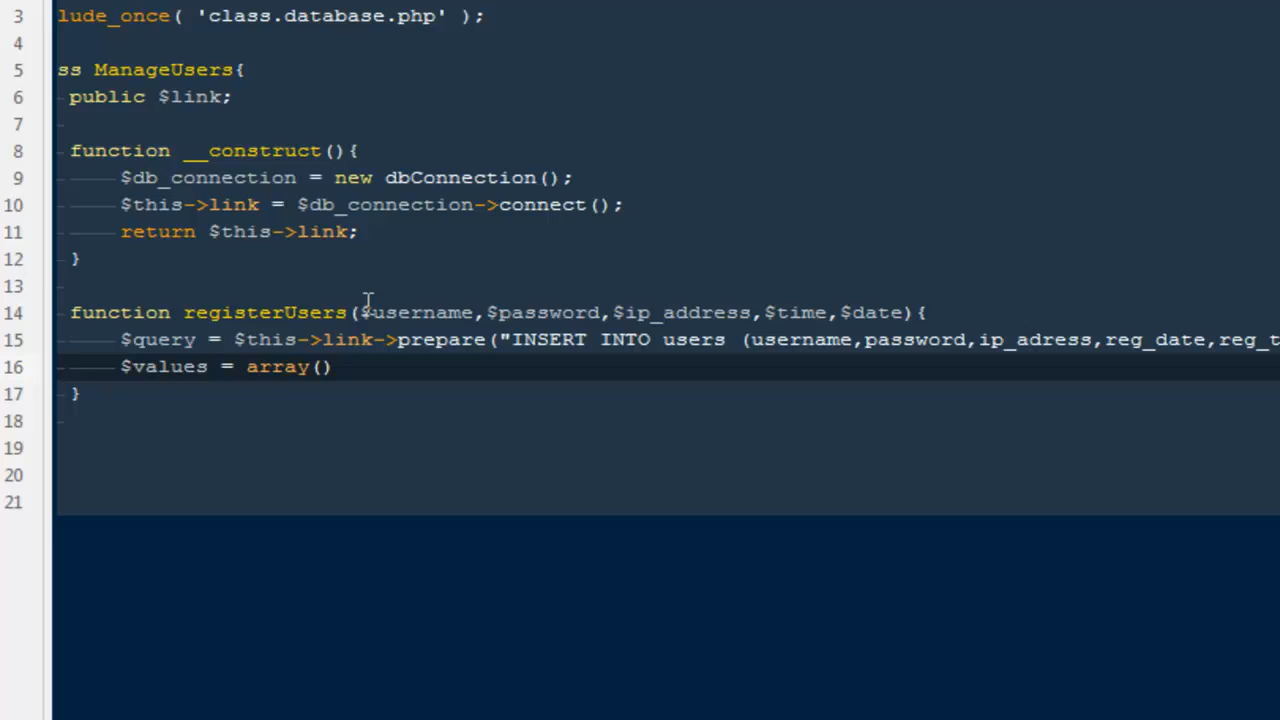 3 lude_once( 'class.database.php' );
4
5 ss ManageUsers{
6 public $link;
7
8 function __construct(){
9 $db_connection = new dbConnection();
10 $this->link = $db_connection->connect();
11 return $this->link;
12 }
13
14 function registerUsers($username,$password,$ip_address,$time,$date){
15 $query = $this->link->prepare("INSERT INTO users (username,password,ip_adress,reg_date,reg_t
16 $values = array()
17 }
18
19
20
21